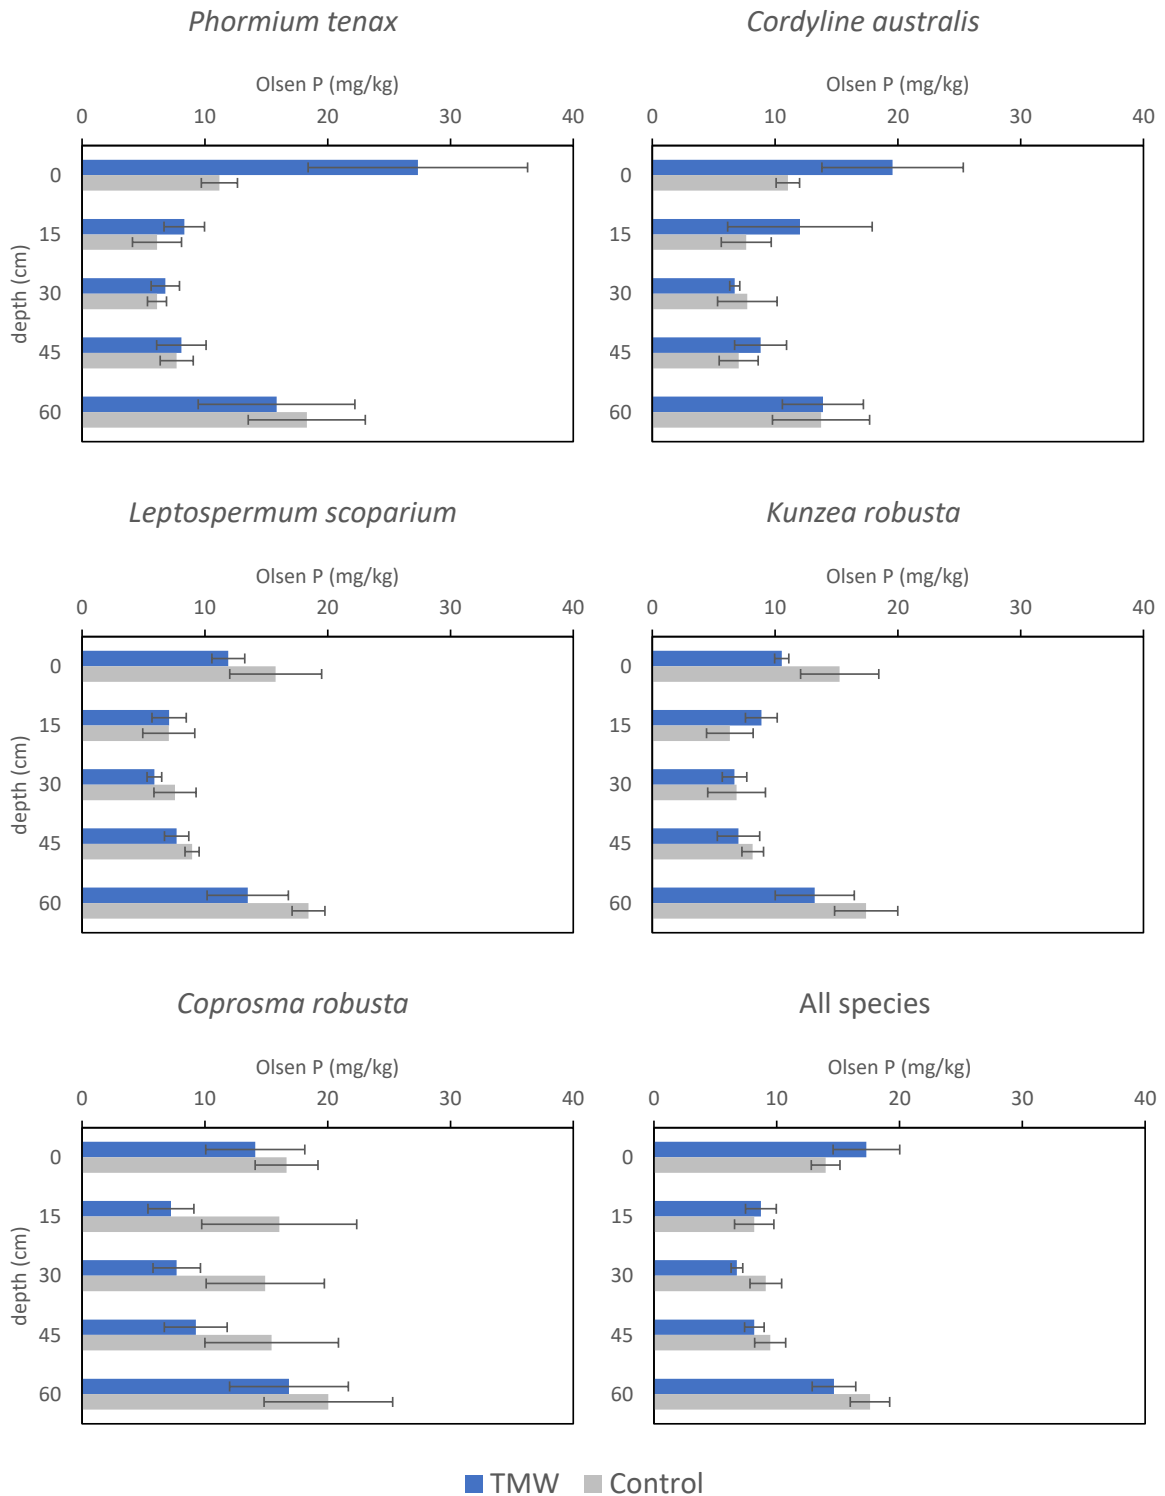 Phormium tenax
Cordyline australis
Olsen P (mg/kg)
Olsen P (mg/kg)
0 10 20 30 40
0 10 20 30 40
depth (cm)
0
15
30
45
60
0
15
30
45
60
Leptospermum scoparium
Kunzea robusta
Olsen P (mg/kg)
Olsen P (mg/kg)
0 10 20 30 40
0 10 20 30 40
depth (cm)
0
15
30
45
60
0
15
30
45
60
Coprosma robusta
All species
Olsen P (mg/kg)
Olsen P (mg/kg)
0 10 20 30 40
0 10 20 30 40
depth (cm)
0
15
30
45
60
0
15
30
45
60
TMW Control